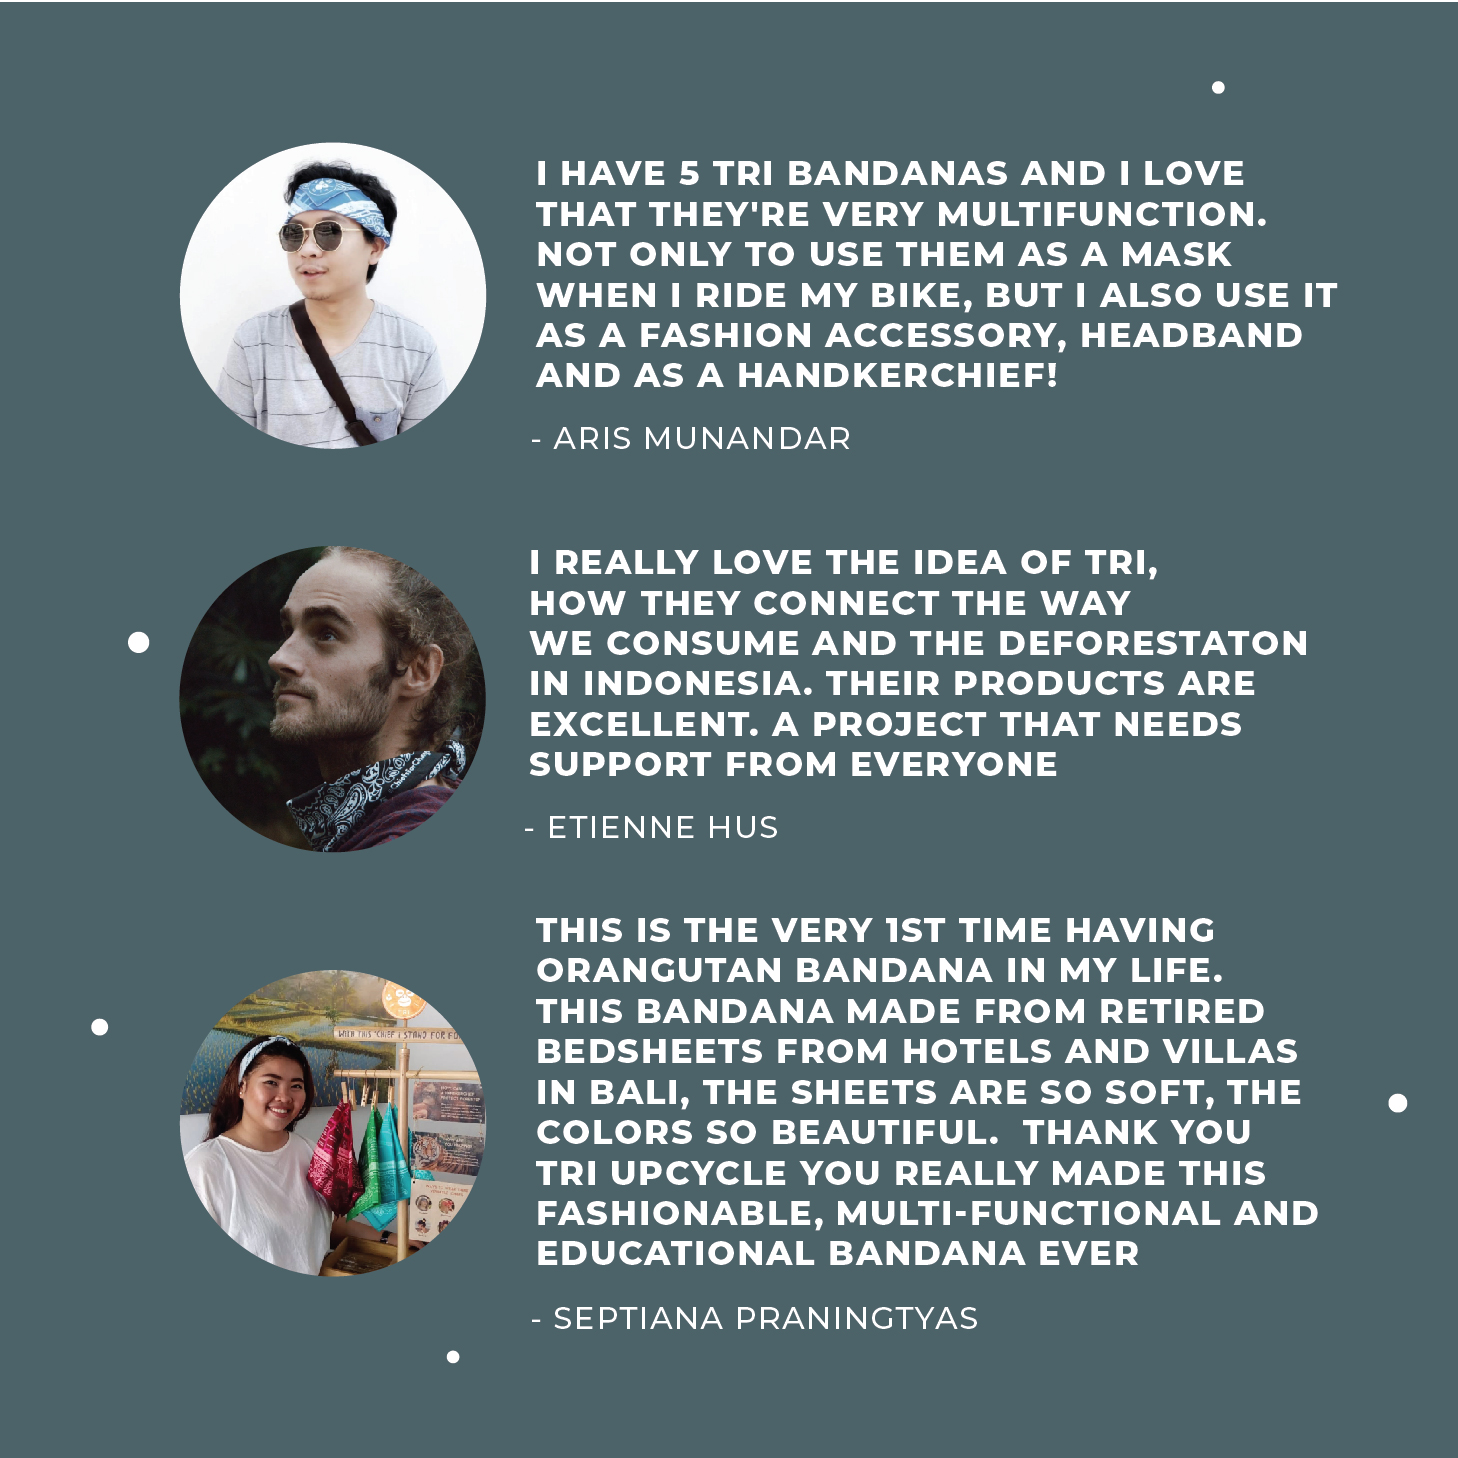 I HAVE 5 TRI BANDANAS AND I LOVE
THAT THEY'RE VERY MULTIFUNCTION.
NOT ONLY TO USE THEM AS A MASK
WHEN I RIDE MY BIKE, BUT I ALSO USE IT
AS A FASHION ACCESSORY, HEADBAND
AND AS A HANDKERCHIEF!
- ARIS MUNANDAR
I REALLY LOVE THE IDEA OF TRI,
HOW THEY CONNECT THE WAY
WE CONSUME AND THE DEFORESTATON
IN INDONESIA. THEIR PRODUCTS ARE
EXCELLENT. A PROJECT THAT NEEDS
SUPPORT FROM EVERYONE
- ETIENNE HUS
THIS IS THE VERY 1ST TIME HAVING
ORANGUTAN BANDANA IN MY LIFE.
THIS BANDANA MADE FROM RETIRED
BEDSHEETS FROM HOTELS AND VILLAS
IN BALI, THE SHEETS ARE SO SOFT, THE
COLORS SO BEAUTIFUL.  THANK YOU
TRI UPCYCLE YOU REALLY MADE THIS
FASHIONABLE, MULTI-FUNCTIONAL AND
EDUCATIONAL BANDANA EVER
- SEPTIANA PRANINGTYAS
WITH THIS 'CHIEF I STAND FOR